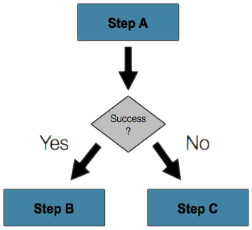 Step A
Success
?
Yes
No
Step B
Step C